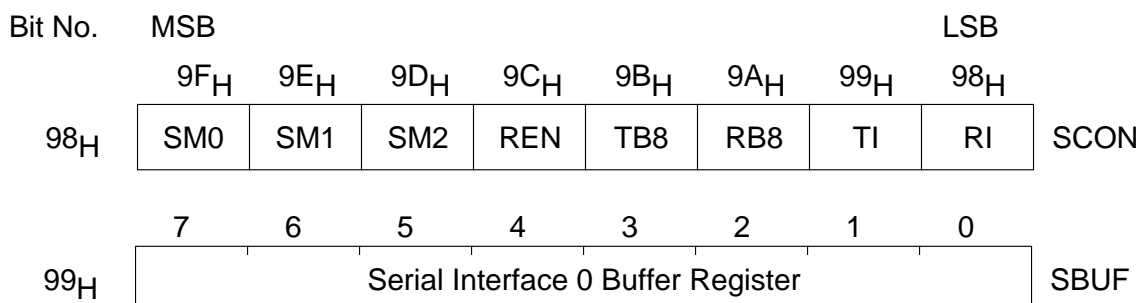 Bit No. MSB LSB
9FH 9EH 9DH 9CH 9BH 9AH 99H 98H
98H SM0 SM1 SM2 REN TB8 RB8 TI RI SCON
7 6 5 4 3 2 1 0
99H Serial Interface 0 Buffer Register SBUF